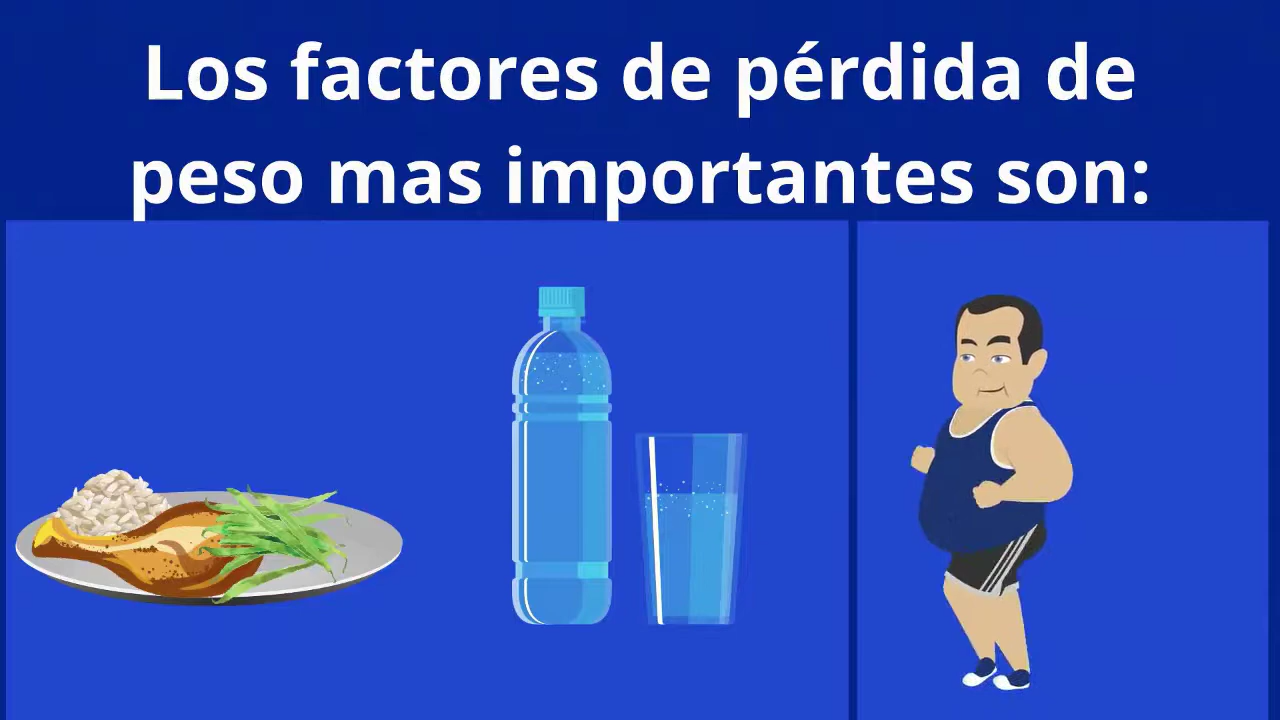 Los factores de pérdida de
peso mas importantes son: